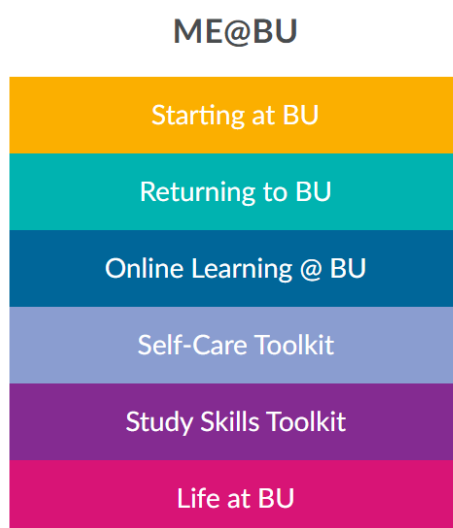 ME@BU
Starting at BU
Returning to BU
Online Learning @ BU
Self-Care Toolkit
Study Skills Toolkit
Life at BU